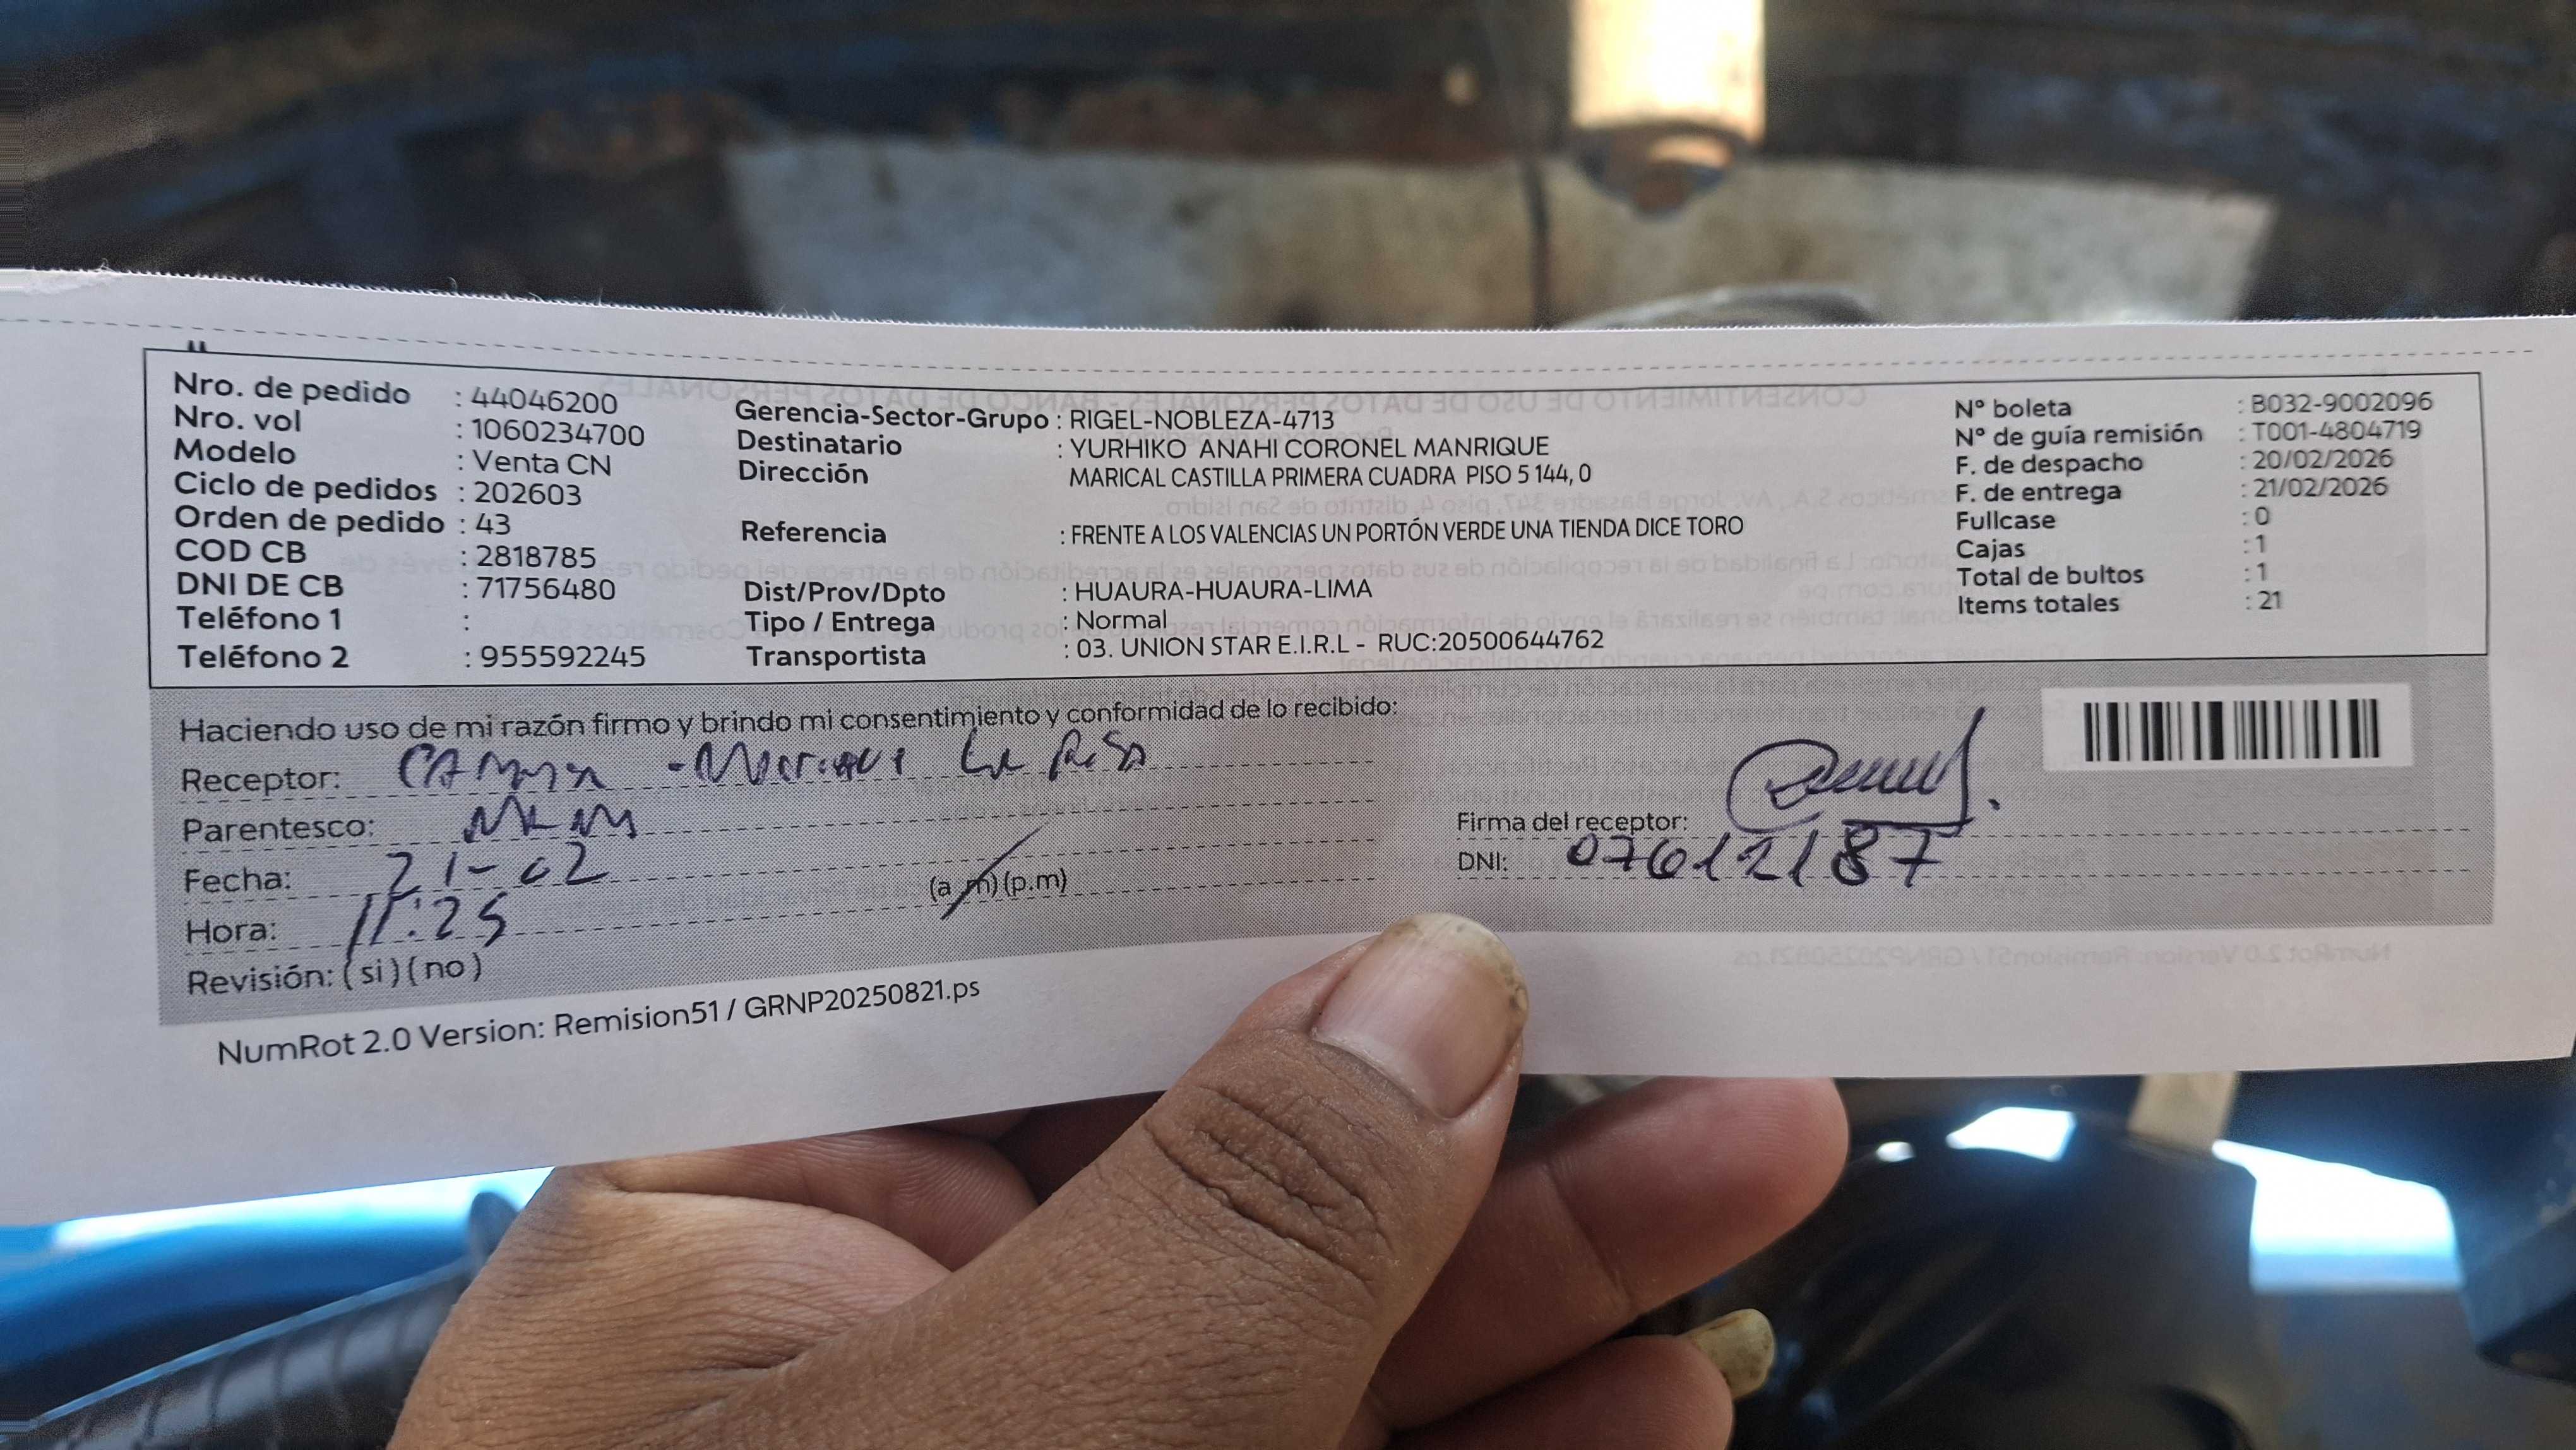 Nro. de pedido : 44046200
Nro. vol : 1060234700
Modelo : Venta CN
Ciclo de pedidos : 202603
Orden de pedido : 43
COD CB : 2818785
DNI DE CB : 71756480
Teléfono 1 :
Teléfono 2 : 955592245
Gerencia-Sector-Grupo : RIGEL-NOBLEZA-4713
Destinatario : YURHIKO ANAHI CORONEL MANRIQUE
Dirección MARICAL CASTILLA PRIMERA CUADRA PISO 5 144, 0
Referencia : FRENTE A LOS VALENCIAS UN PORTÓN VERDE UNA TIENDA DICE TORO
Dist/Prov/Dpto : HUAURA-HUAURA-LIMA
Tipo / Entrega : Normal
Transportista : 03. UNION STAR E.I.R.L - RUC:20500644762
N° boleta : B032-9002096
N° de guía remisión : T001-4804719
F. de despacho : 20/02/2026
F. de entrega : 21/02/2026
Fullcase : 0
Cajas : 1
Total de bultos : 1
Items totales : 21
Haciendo uso de mi razón firmo y brindo mi consentimiento y conformidad de lo recibido:
Receptor:
Parentesco:
Fecha: 21-02
Hora: 11:25 (a.m)(p.m)
Revisión: (si)(no)
Firma del receptor:
DNI: 07612187
NumRot 2.0 Version: Remision51 / GRNP20250821.ps